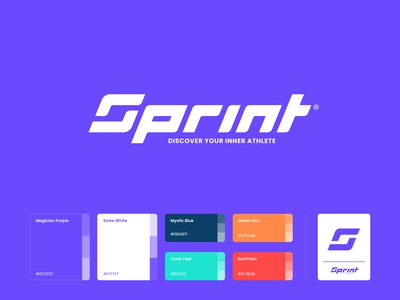 Sprint®
DISCOVER YOUR INNER ATHLETE
Magician Purple
Snow White
Mystic Blue
Desert Sun
Coral Teal
Red Paint
Sprint